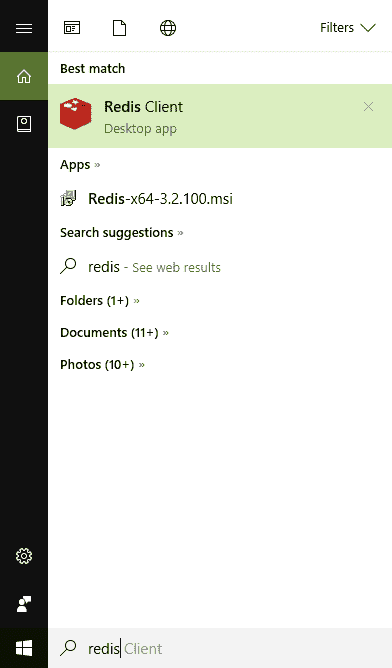 Filters
Best match
Redis Client
Desktop app
Apps »
Redis-x64-3.2.100.msi
Search suggestions »
redis - See web results
Folders (1+) »
Documents (11+) »
Photos (10+) »
redis Client